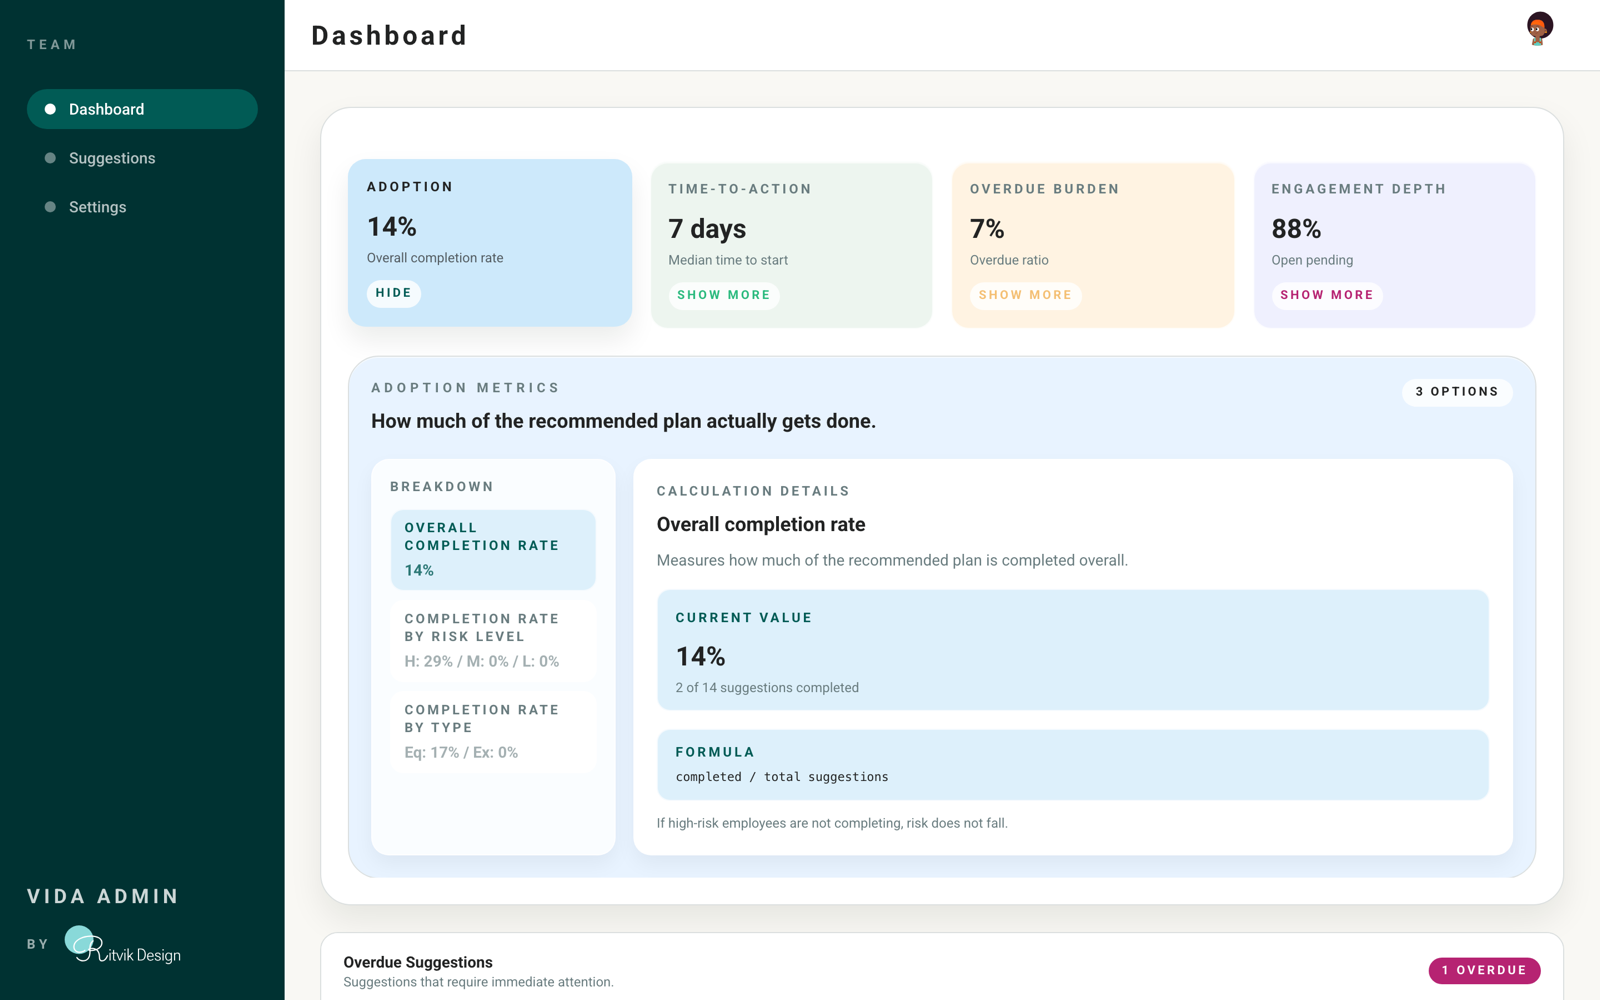 TEAM
Dashboard
Suggestions
Settings
VIDA ADMIN
BY Ritvik Design
Dashboard
ADOPTION
14%
Overall completion rate
HIDE
TIME-TO-ACTION
7 days
Median time to start
SHOW MORE
OVERDUE BURDEN
7%
Overdue ratio
SHOW MORE
ENGAGEMENT DEPTH
88%
Open pending
SHOW MORE
ADOPTION METRICS
3 OPTIONS
How much of the recommended plan actually gets done.
BREAKDOWN
OVERALL
COMPLETION RATE
14%
COMPLETION RATE
BY RISK LEVEL
H: 29% / M: 0% / L: 0%
COMPLETION RATE
BY TYPE
Eq: 17% / Ex: 0%
CALCULATION DETAILS
Overall completion rate
Measures how much of the recommended plan is completed overall.
CURRENT VALUE
14%
2 of 14 suggestions completed
FORMULA
completed / total suggestions
If high-risk employees are not completing, risk does not fall.
Overdue Suggestions
Suggestions that require immediate attention.
1 OVERDUE